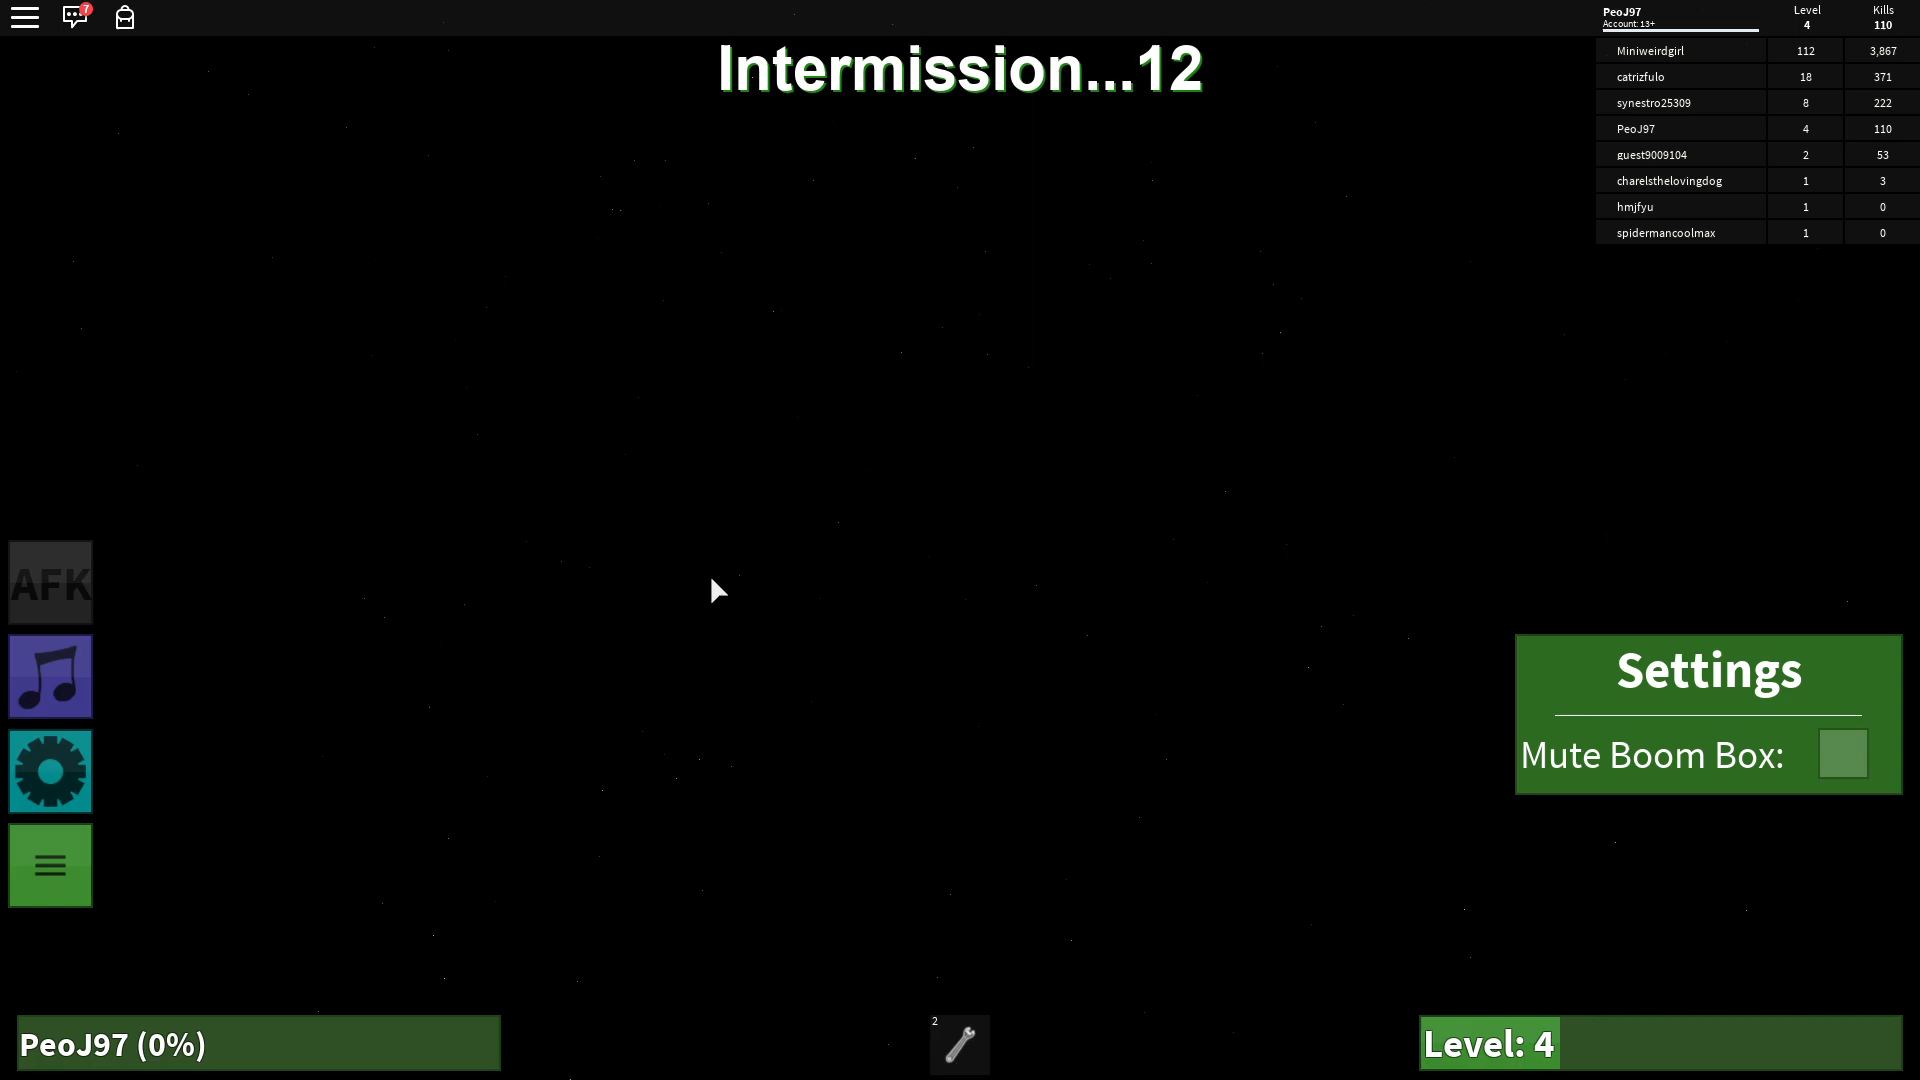 7
PeoJ97 Level Kills
Account: 13+ 4 110
Intermission...12
Miniweirdgirl 112 3,867
catrizfulo 18 371
synestro25309 8 222
PeoJ97 4 110
guest9009104 2 53
charelsthelovingdog 1 3
hmjfyu 1 0
spidermancoolmax 1 0
AFK
Settings
Mute Boom Box:
PeoJ97 (0%)
2
Level: 4